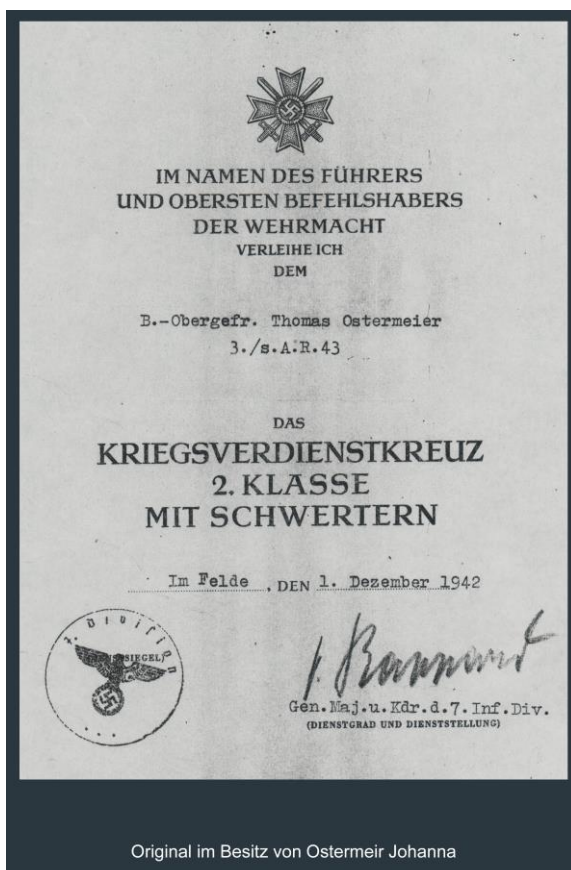 IM NAMEN DES FÜHRERS
UND OBERSTEN BEFEHLSHABERS
DER WEHRMACHT
VERLEIHE ICH
DEM
B.-Obergefr. Thomas Ostermeier
3./s.A.R.43
DAS
KRIEGSVERDIENSTKREUZ
2. KLASSE
MIT SCHWERTERN
Im Felde , DEN 1. Dezember 1942
7. Division
SIEGEL)
Gen.Maj.u.Kdr.d.7.Inf.Div.
(DIENSTGRAD UND DIENSTSTELLUNG)
Original im Besitz von Ostermeir Johanna